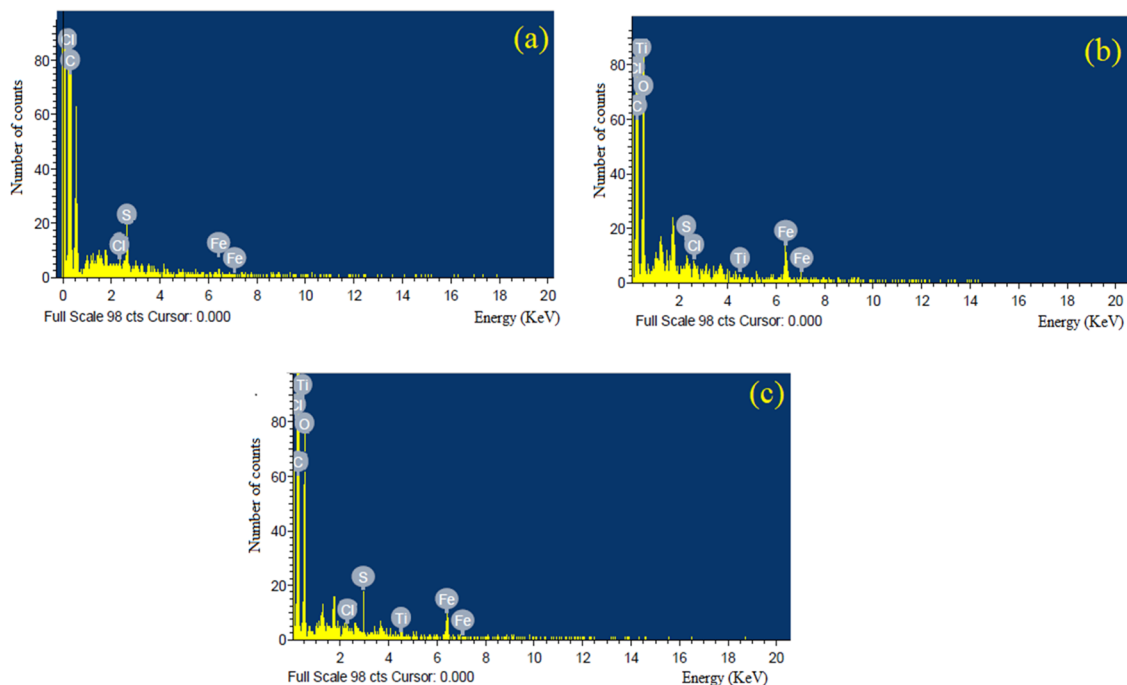 (a)
Number of counts
80
60
40
20
0
Cl
C
S
Cl
Fe
Fe
0 2 4 6 8 10 12 14 16 18 20
Full Scale 98 cts Cursor: 0.000
Energy (KeV)
(b)
Number of counts
80
60
40
20
0
Ti
Cl
O
C
S
Cl
Ti
Fe
Fe
2 4 6 8 10 12 14 16 18 20
Full Scale 98 cts Cursor: 0.000
Energy (KeV)
(c)
Number of counts
80
60
40
20
0
Ti
Cl
O
C
Cl
S
Ti
Fe
Fe
2 4 6 8 10 12 14 16 18 20
Full Scale 98 cts Cursor: 0.000
Energy (KeV)